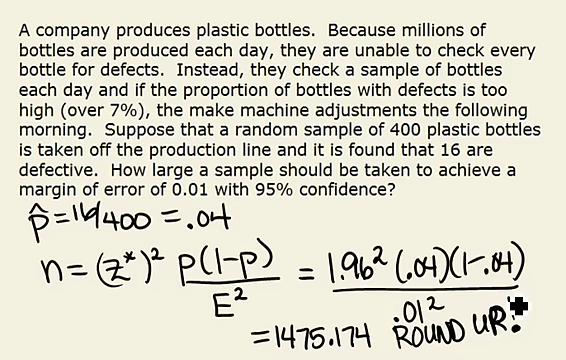 A company produces plastic bottles.  Because millions of
bottles are produced each day, they are unable to check every
bottle for defects.  Instead, they check a sample of bottles
each day and if the proportion of bottles with defects is too
high (over 7%), the make machine adjustments the following
morning.  Suppose that a random sample of 400 plastic bottles
is taken off the production line and it is found that 16 are
defective.  How large a sample should be taken to achieve a
margin of error of 0.01 with 95% confidence?
p̂ = 16/400 = .04
n = (z*)² p(1-p) / E² = 1.96² (.04)(1-.04) / .01²
= 1475.174 ROUND UP!